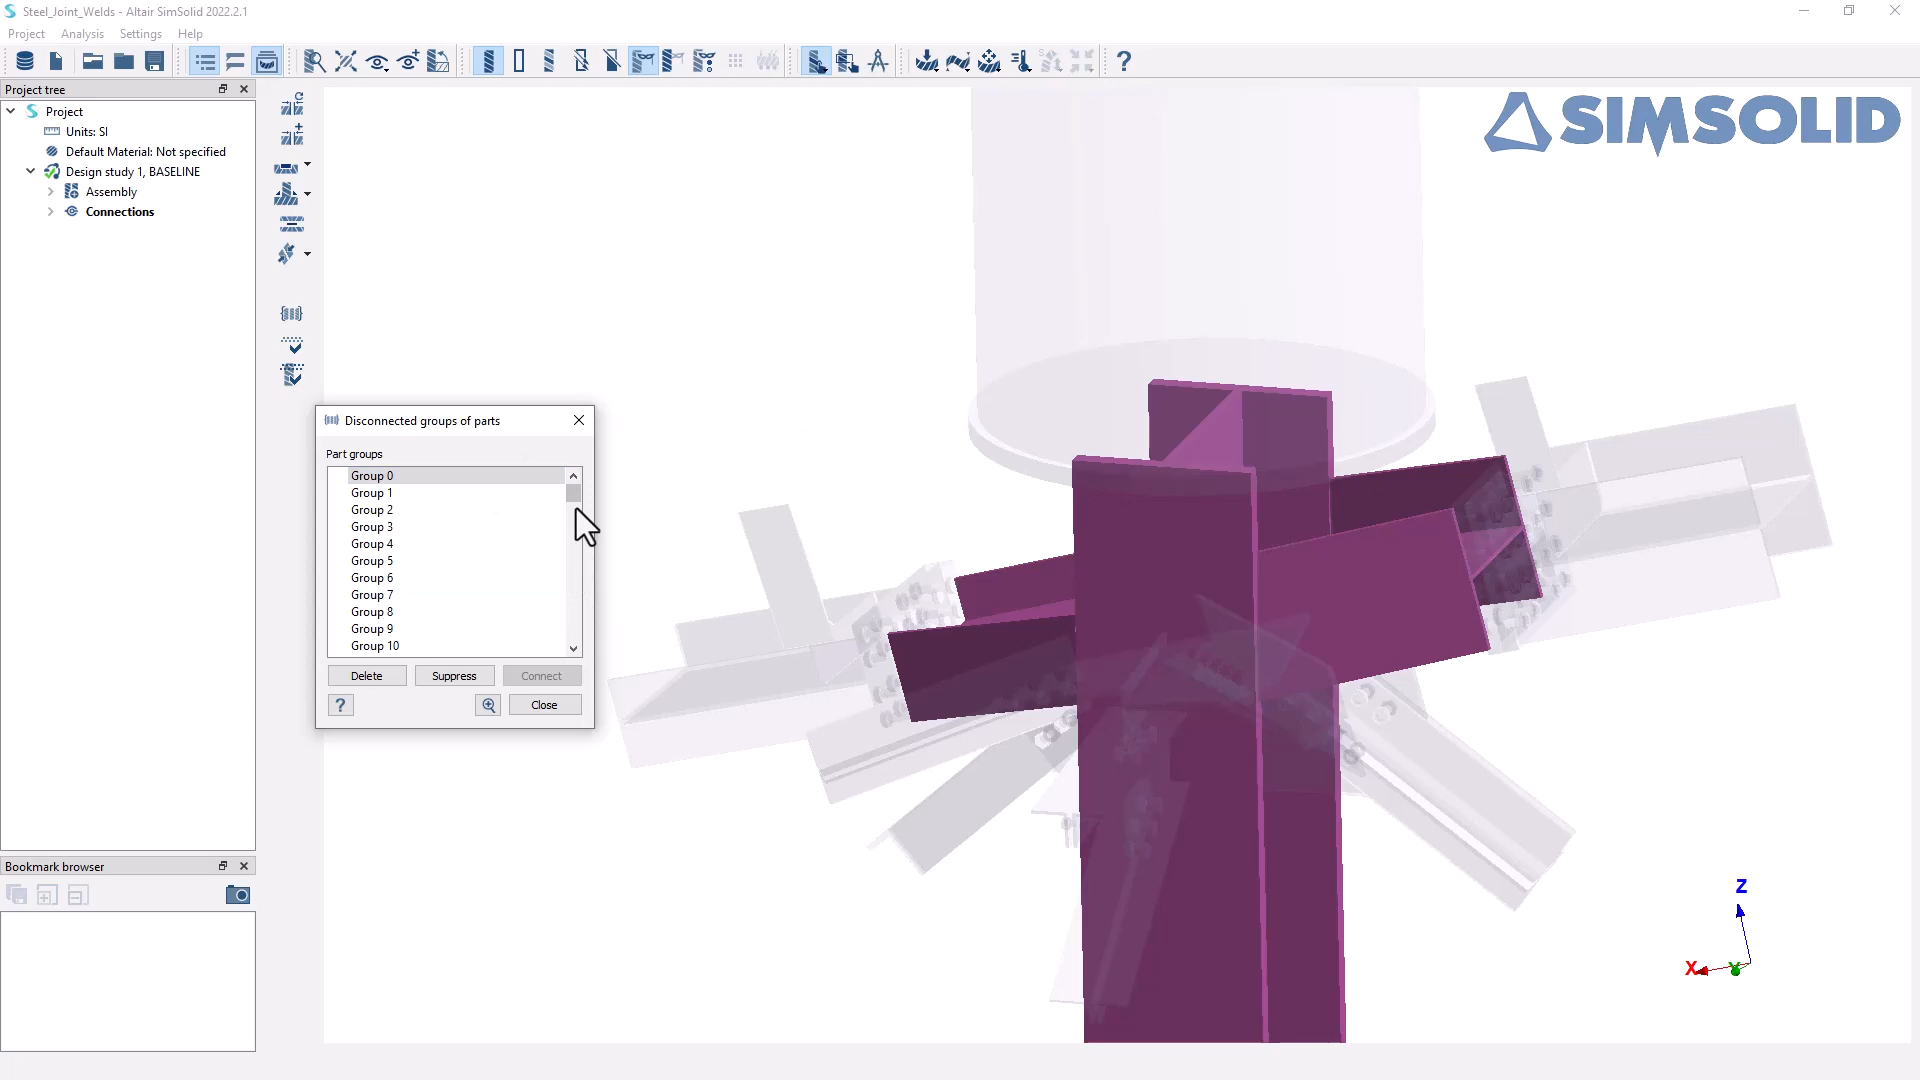 Steel_Joint_Welds - Altair SimSolid 2022.2.1
Project Analysis Settings Help
Project tree
Project
Units: SI
Default Material: Not specified
Design study 1, BASELINE
Assembly
Connections
SIMSOLID
Disconnected groups of parts
Part groups
Group 0
Group 1
Group 2
Group 3
Group 4
Group 5
Group 6
Group 7
Group 8
Group 9
Group 10
Delete Suppress Connect
? Close
Bookmark browser
Z
X Y